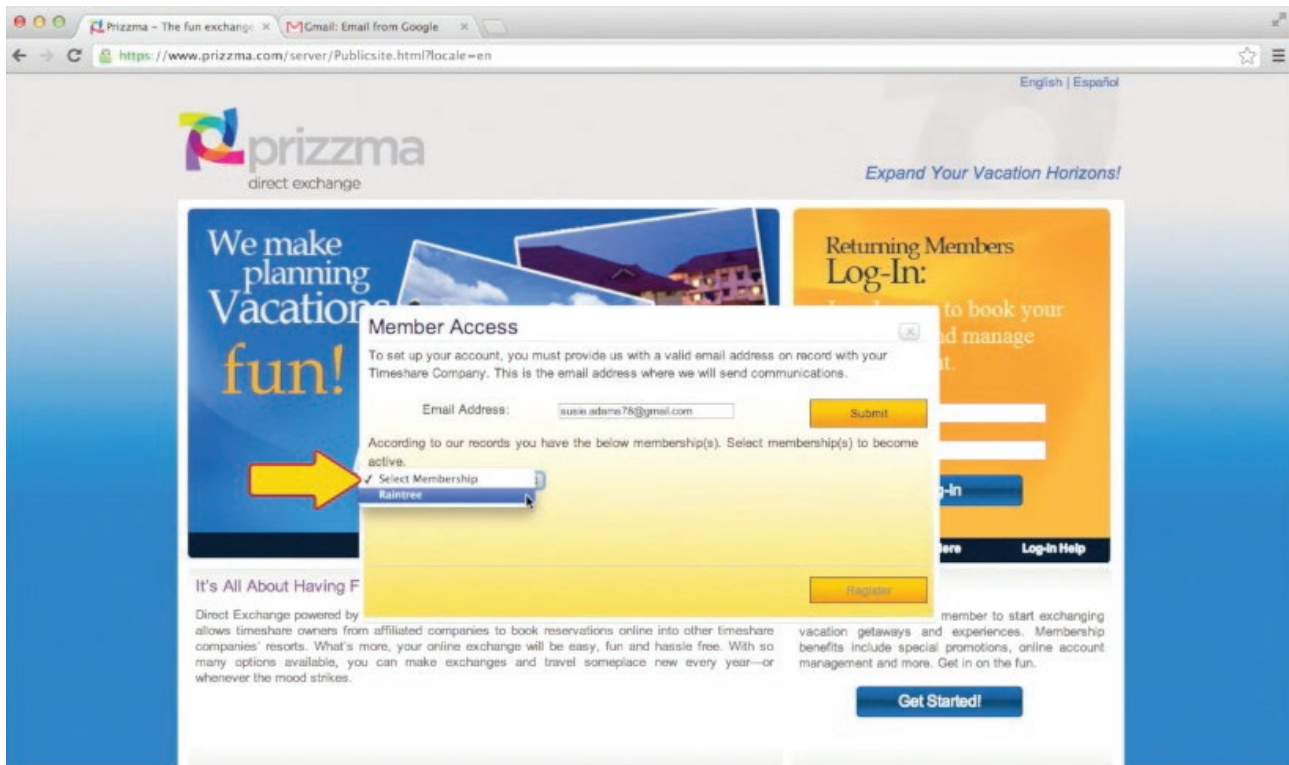 Prizzma - The fun exchange
Gmail: Email from Google
https://www.prizzma.com/server/Publicsite.html?locale=en
English | Español
prizzma
direct exchange
Expand Your Vacation Horizons!
We make
planning
Vacations
fun!
Returning Members
Log-In:
to book your
manage
Member Access
To set up your account, you must provide us with a valid email address on record with your
Timeshare Company. This is the email address where we will send communications.
Email Address:
susie.adams78@gmail.com
Submit
According to our records you have the below membership(s). Select membership(s) to become
active.
✓ Select Membership
Raintree
Register
g-In
Log-In Help
It's All About Having F
Direct Exchange powered by
allows timeshare owners from affiliated companies to book reservations online into other timeshare
companies' resorts. What's more, your online exchange will be easy, fun and hassle free. With so
many options available, you can make exchanges and travel someplace new every year—or
whenever the mood strikes.
member to start exchanging
vacation getaways and experiences. Membership
benefits include special promotions, online account
management and more. Get in on the fun.
Get Started!